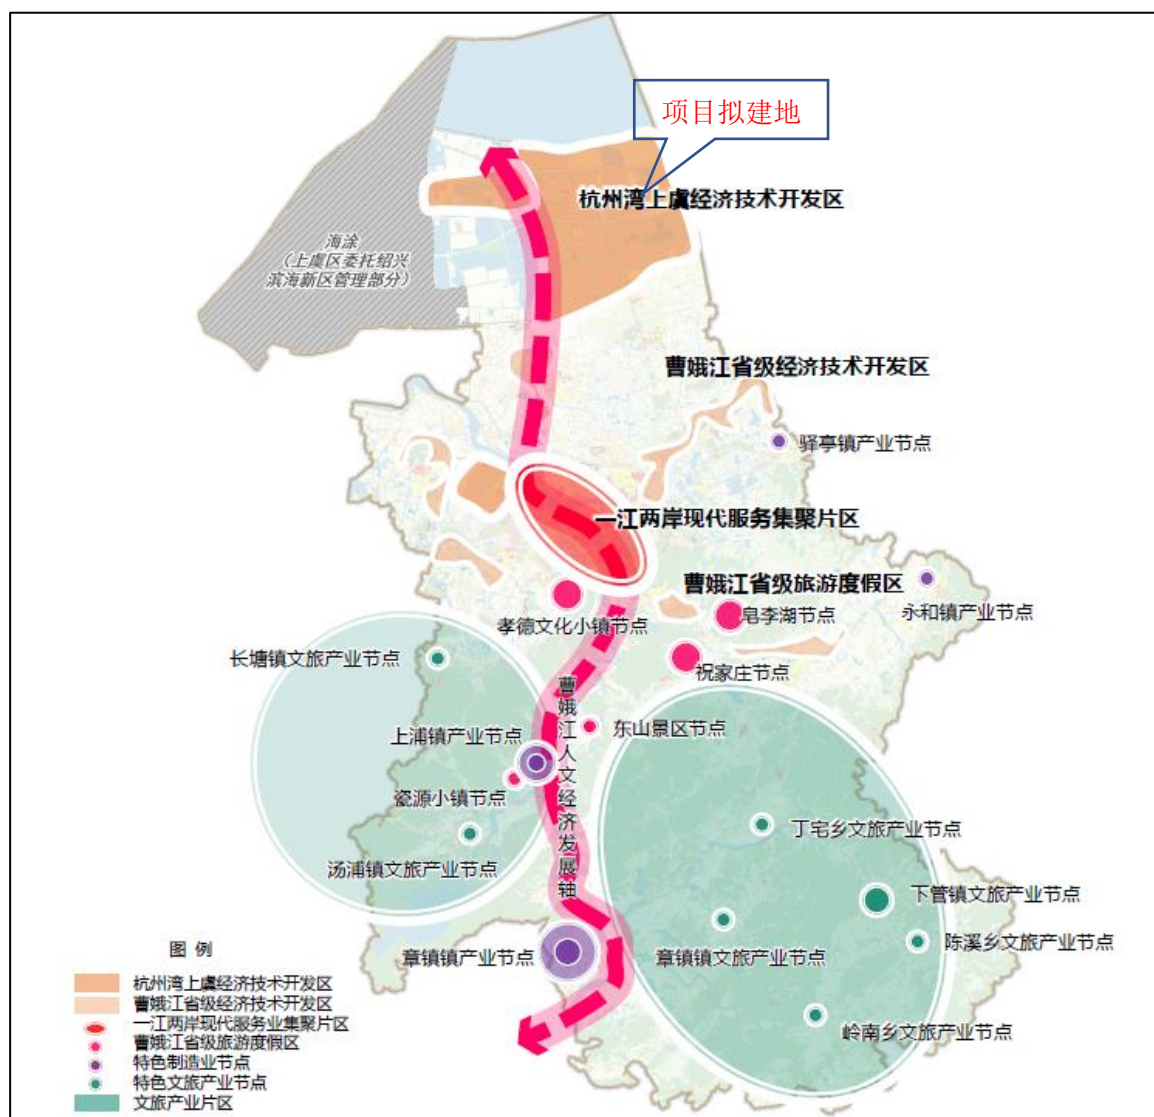 项目拟建地
杭州湾上虞经济技术开发区
海涂
（上虞区委托绍兴
滨海新区管理部分）
曹娥江省级经济技术开发区
驿亭镇产业节点
一江两岸现代服务集聚片区
曹娥江省级旅游度假区
皂李湖节点
永和镇产业节点
孝德文化小镇节点
长塘镇文旅产业节点
祝家庄节点
曹娥江人文经济发展轴
东山景区节点
上浦镇产业节点
瓷源小镇节点
丁宅乡文旅产业节点
汤浦镇文旅产业节点
下管镇文旅产业节点
章镇镇产业节点
章镇镇文旅产业节点
陈溪乡文旅产业节点
岭南乡文旅产业节点
图 例
杭州湾上虞经济技术开发区
曹娥江省级经济技术开发区
一江两岸现代服务业集聚片区
曹娥江省级旅游度假区
特色制造业节点
特色文旅产业节点
文旅产业片区